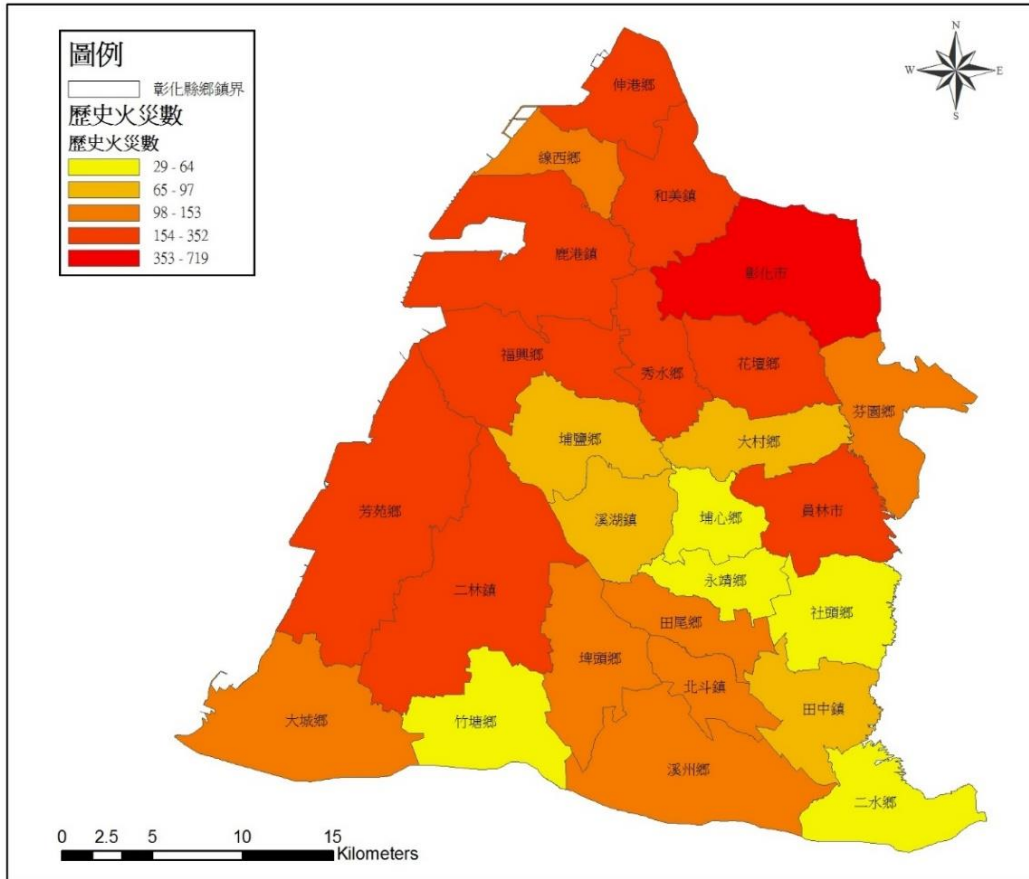 圖例
彰化縣鄉鎮界
歷史火災數
歷史火災數
29 - 64
65 - 97
98 - 153
154 - 352
353 - 719
N
W
E
S
伸港鄉
線西鄉
和美鎮
鹿港鎮
彰化市
福興鄉
秀水鄉
花壇鄉
芬園鄉
埔鹽鄉
大村鄉
芳苑鄉
溪湖鎮
埔心鄉
員林市
永靖鄉
二林鎮
社頭鄉
田尾鄉
埤頭鄉
北斗鎮
田中鎮
大城鄉
竹塘鄉
溪州鄉
二水鄉
0 2.5 5 10 15
Kilometers